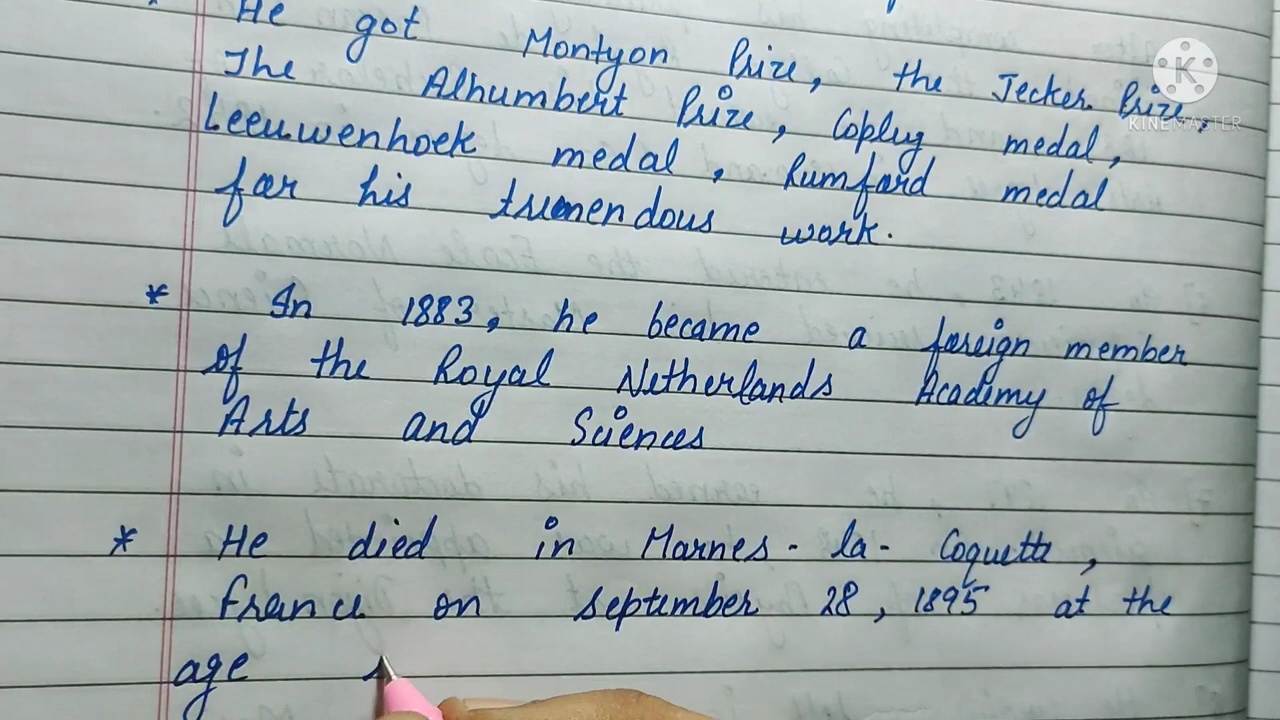 * He got Montyon Prize, the Jecker Prize,
The Alhumbert Prize, Copley medal,
Leeuwenhoek medal, Rumford medal
for his tremendous work.
* In 1883, he became a foreign member
of the Royal Netherlands Academy of
Arts and Sciences
* He died in Marnes-la-Coquette,
France on September 28, 1895 at the
age
K
KINEMASTER